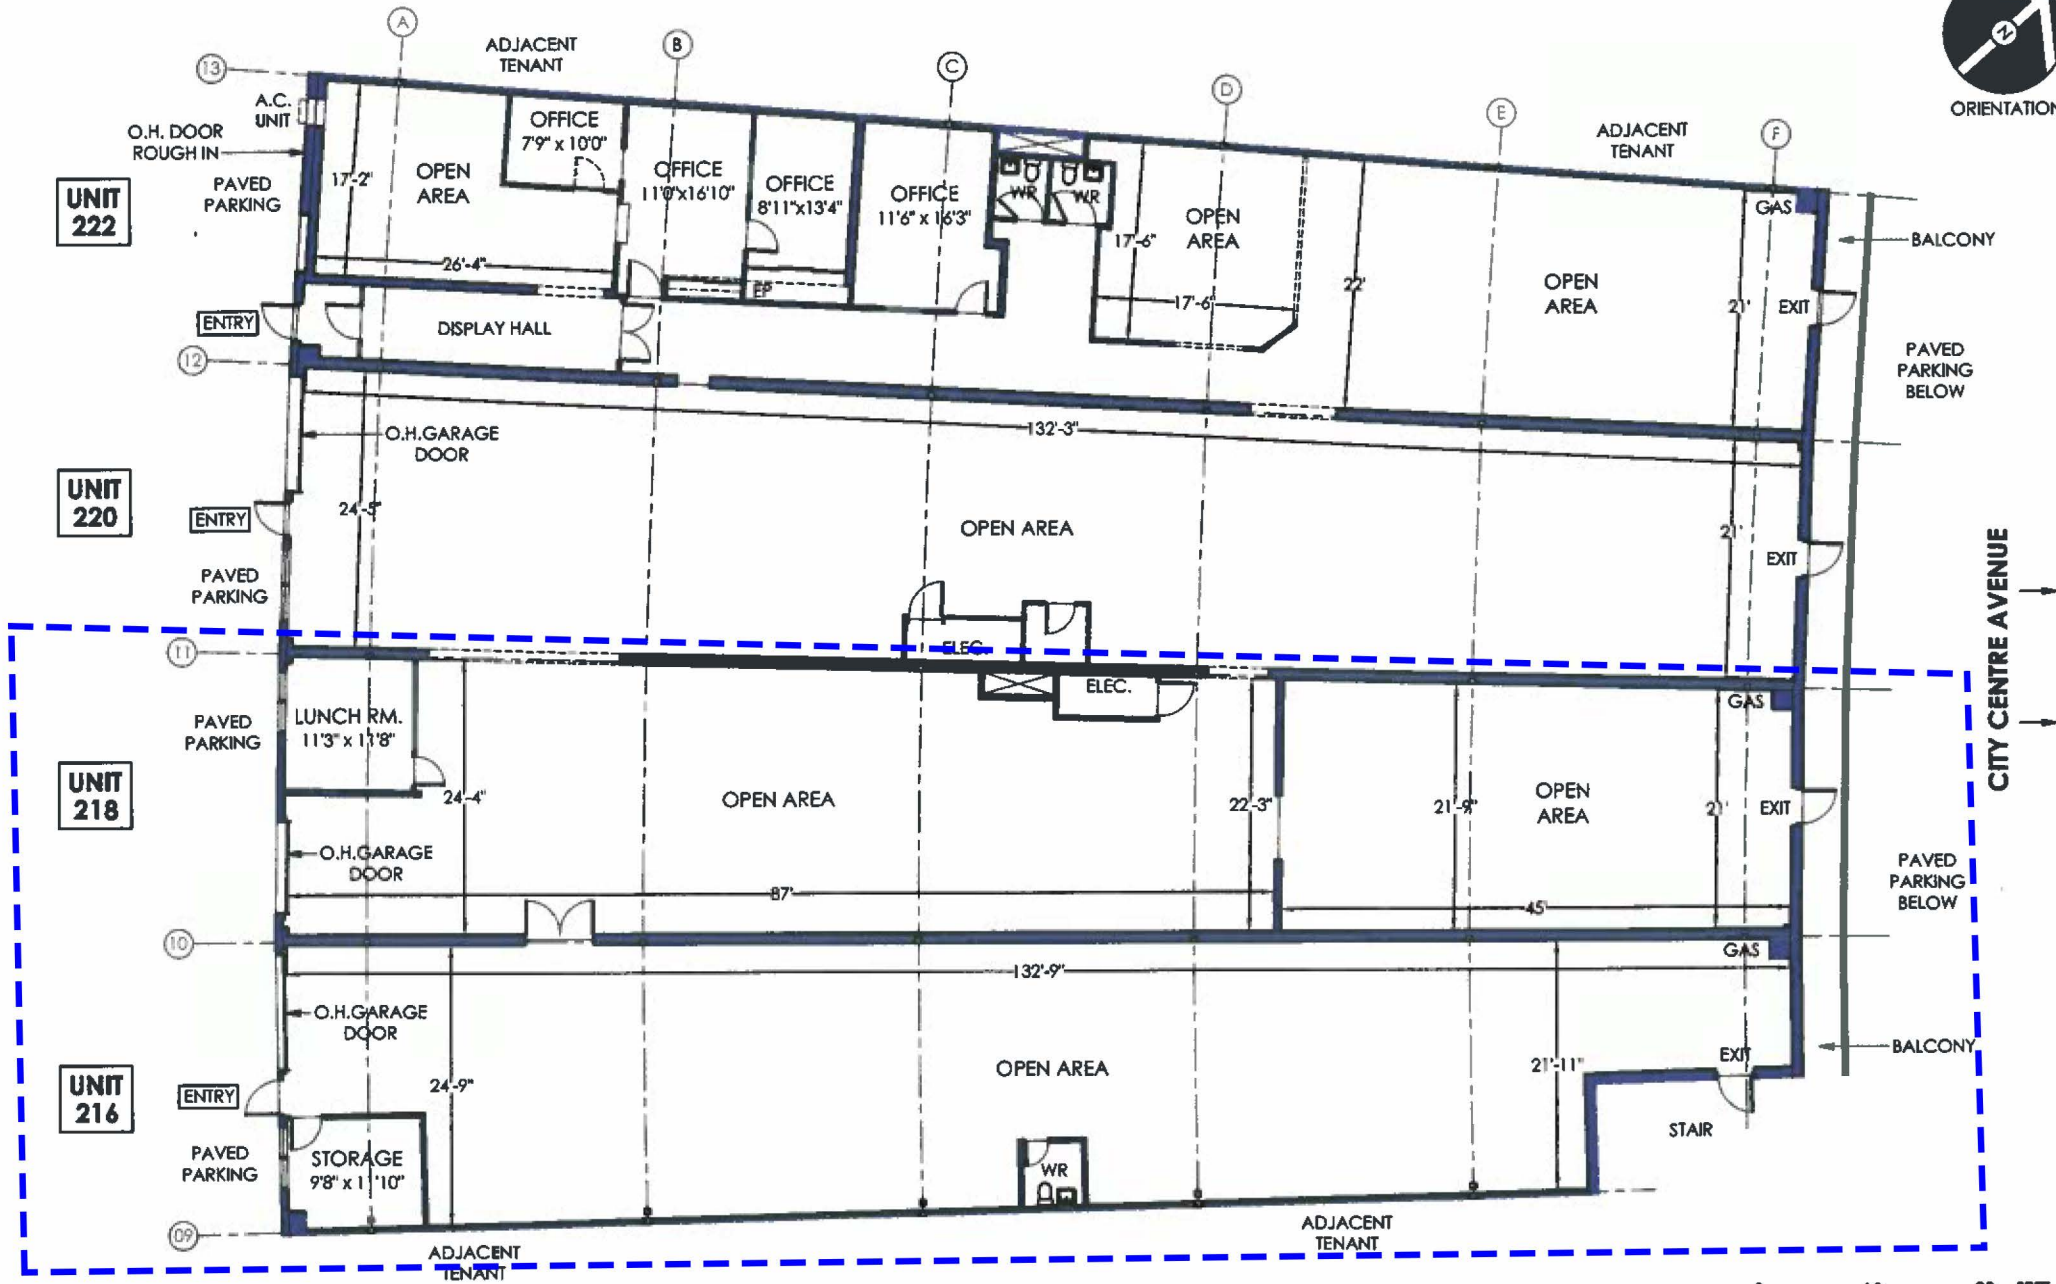 A
B
C
D
E
F
13
ADJACENT
TENANT
ORIENTATION
A.C.
UNIT
O.H. DOOR
ROUGH IN
PAVED
PARKING
UNIT
222
17'-2"
OPEN
AREA
OFFICE
7'9" x 10'0"
OFFICE
11'0"x16'10"
OFFICE
8'11"x13'4"
OFFICE
11'6" x 16'3"
WR
WR
17'-6"
OPEN
AREA
17'-6"
22'
ADJACENT
TENANT
GAS
BALCONY
OPEN
AREA
21'
EXIT
26'-4"
EP
ENTRY
DISPLAY HALL
12
PAVED
PARKING
BELOW
132'-3"
O.H.GARAGE
DOOR
UNIT
220
24'-5"
ENTRY
OPEN AREA
21'
EXIT
PAVED
PARKING
ELEC.
CITY CENTRE AVENUE
11
ELEC.
GAS
LUNCH RM.
11'3" x 11'8"
PAVED
PARKING
UNIT
218
24'-4"
OPEN AREA
22'-3"
21'-9"
OPEN
AREA
21'
EXIT
O.H.GARAGE
DOOR
87'
45'
PAVED
PARKING
BELOW
10
GAS
132'-9"
O.H.GARAGE
DOOR
OPEN AREA
21'-11"
EXIT
BALCONY
UNIT
216
24'-9"
ENTRY
STAIR
PAVED
PARKING
STORAGE
9'8" x 11'10"
WR
09
ADJACENT
TENANT
ADJACENT
TENANT